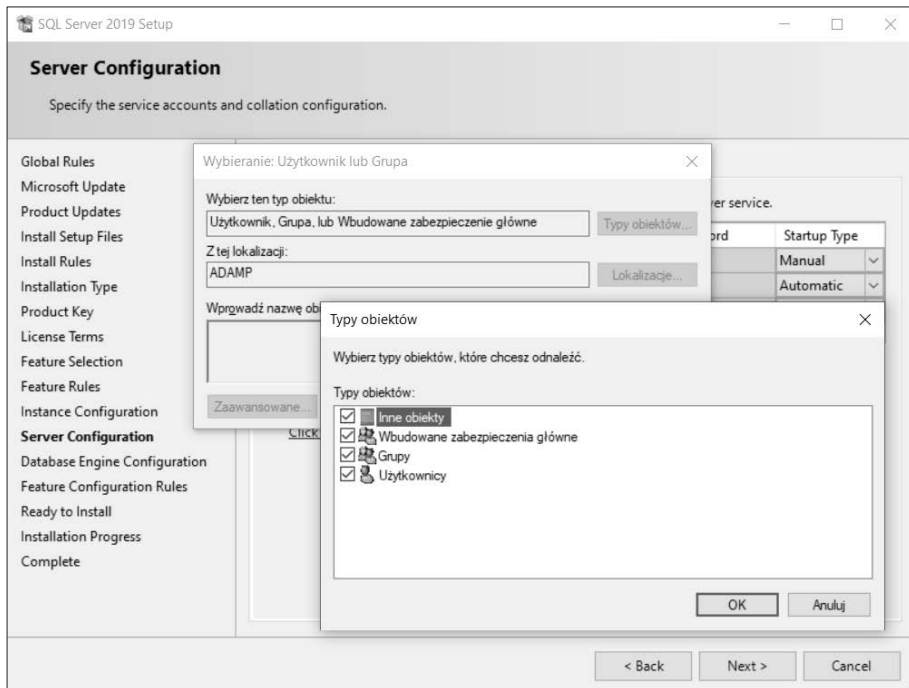 SQL Server 2019 Setup
Server Configuration
Specify the service accounts and collation configuration.
Global Rules
Microsoft Update
Product Updates
Install Setup Files
Install Rules
Installation Type
Product Key
License Terms
Feature Selection
Feature Rules
Instance Configuration
Server Configuration
Database Engine Configuration
Feature Configuration Rules
Ready to Install
Installation Progress
Complete
Wybieranie: Użytkownik lub Grupa
Wybierz ten typ obiektu:
Użytkownik, Grupa, lub Wbudowane zabezpieczenie główne
Typy obiektów...
Z tej lokalizacji:
ADAMP
Lokalizacje...
Wprowadź nazwę obi
Zaawansowane...
Click
er service.
ord Startup Type
Manual
Automatic
Typy obiektów
Wybierz typy obiektów, które chcesz odnaleźć.
Typy obiektów:
Inne obiekty
Wbudowane zabezpieczenia główne
Grupy
Użytkownicy
OK Anuluj
< Back Next > Cancel